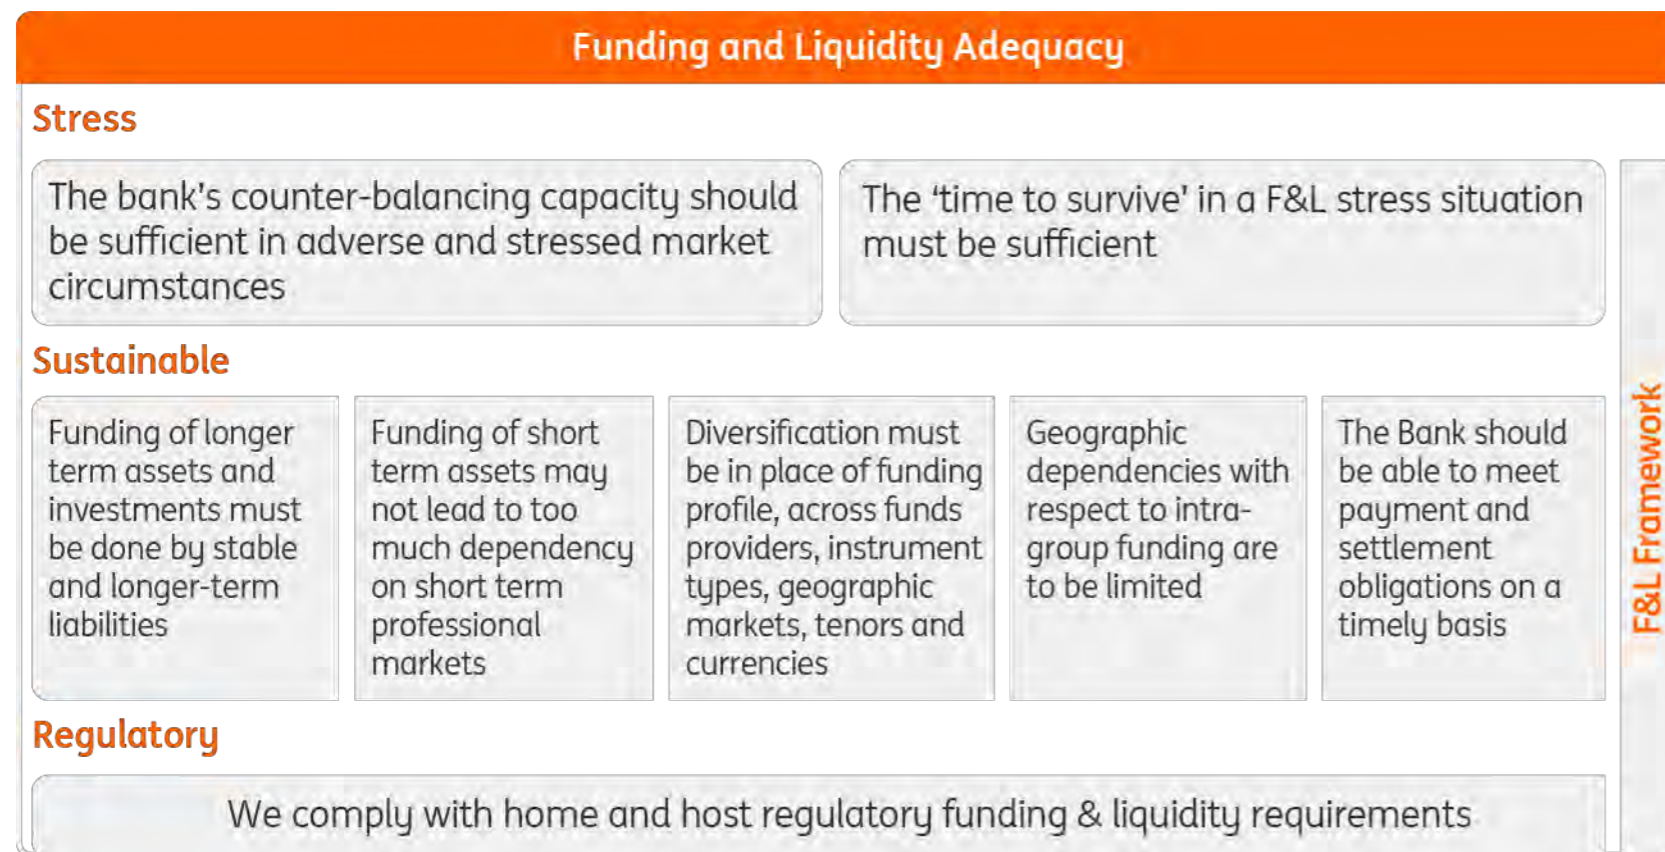 Funding and Liquidity Adequacy
Stress
The bank's counter-balancing capacity should
be sufficient in adverse and stressed market
circumstances
The ‘time to survive’ in a F&L stress situation
must be sufficient
Sustainable
Funding of longer
term assets and
investments must
be done by stable
and longer-term
liabilities
Funding of short
term assets may
not lead to too
much dependency
on short term
professional
markets
Diversification must
be in place of funding
profile, across funds
providers, instrument
types, geographic
markets, tenors and
currencies
Geographic
dependencies with
respect to intra-
group funding are
to be limited
The Bank should
be able to meet
payment and
settlement
obligations on a
timely basis
Regulatory
We comply with home and host regulatory funding & liquidity requirements
F&L Framework